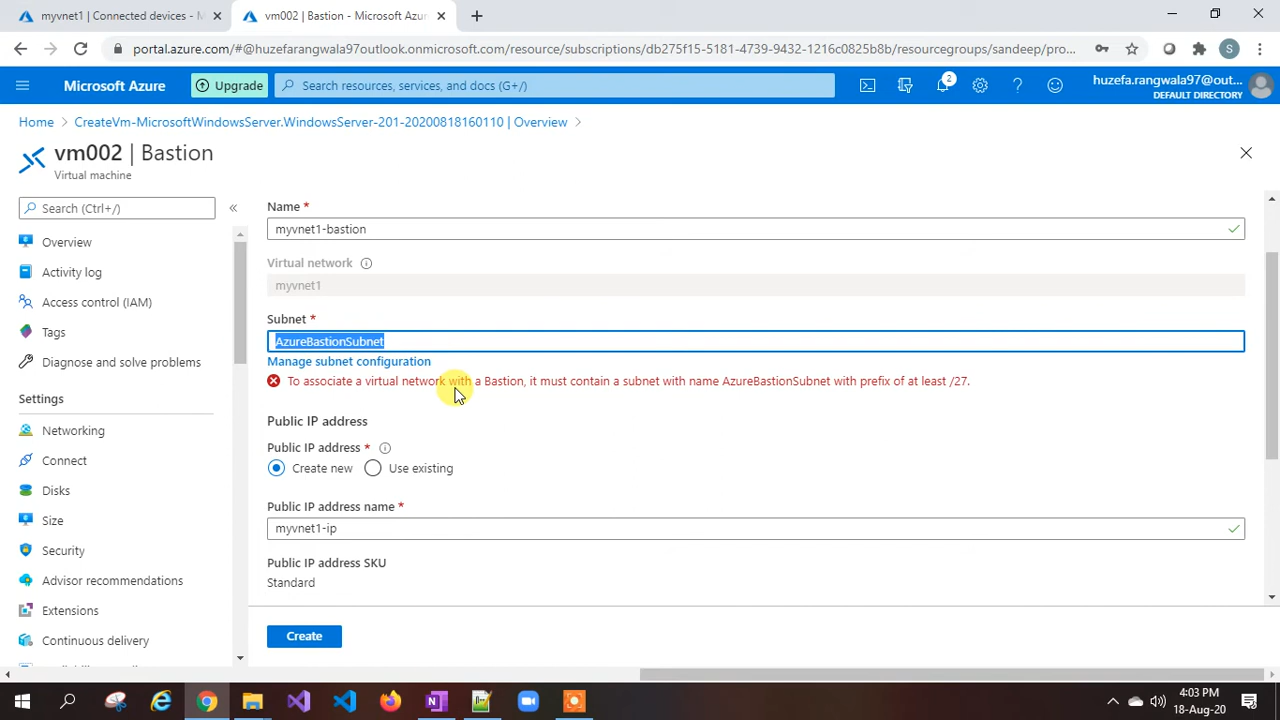 myvnet1 | Connected devices - M
vm002 | Bastion - Microsoft Azur
portal.azure.com/#@huzefarangwala97outlook.onmicrosoft.com/resource/subscriptions/db275f15-5181-4739-9432-1216c0825b8b/resourcegroups/sandeep/pro...
S
Microsoft Azure
Upgrade
Search resources, services, and docs (G+/)
2
huzefa.rangwala97@out...
DEFAULT DIRECTORY
Home > CreateVm-MicrosoftWindowsServer.WindowsServer-201-20200818160110 | Overview >
vm002 | Bastion
Virtual machine
Search (Ctrl+/)
«
Overview
Activity log
Access control (IAM)
Tags
Diagnose and solve problems
Settings
Networking
Connect
Disks
Size
Security
Advisor recommendations
Extensions
Continuous delivery
Name *
myvnet1-bastion
Virtual network
myvnet1
Subnet *
AzureBastionSubnet
Manage subnet configuration
To associate a virtual network with a Bastion, it must contain a subnet with name AzureBastionSubnet with prefix of at least /27.
Public IP address
Public IP address *
Create new
Use existing
Public IP address name *
myvnet1-ip
Public IP address SKU
Standard
Create
4:03 PM
18-Aug-20